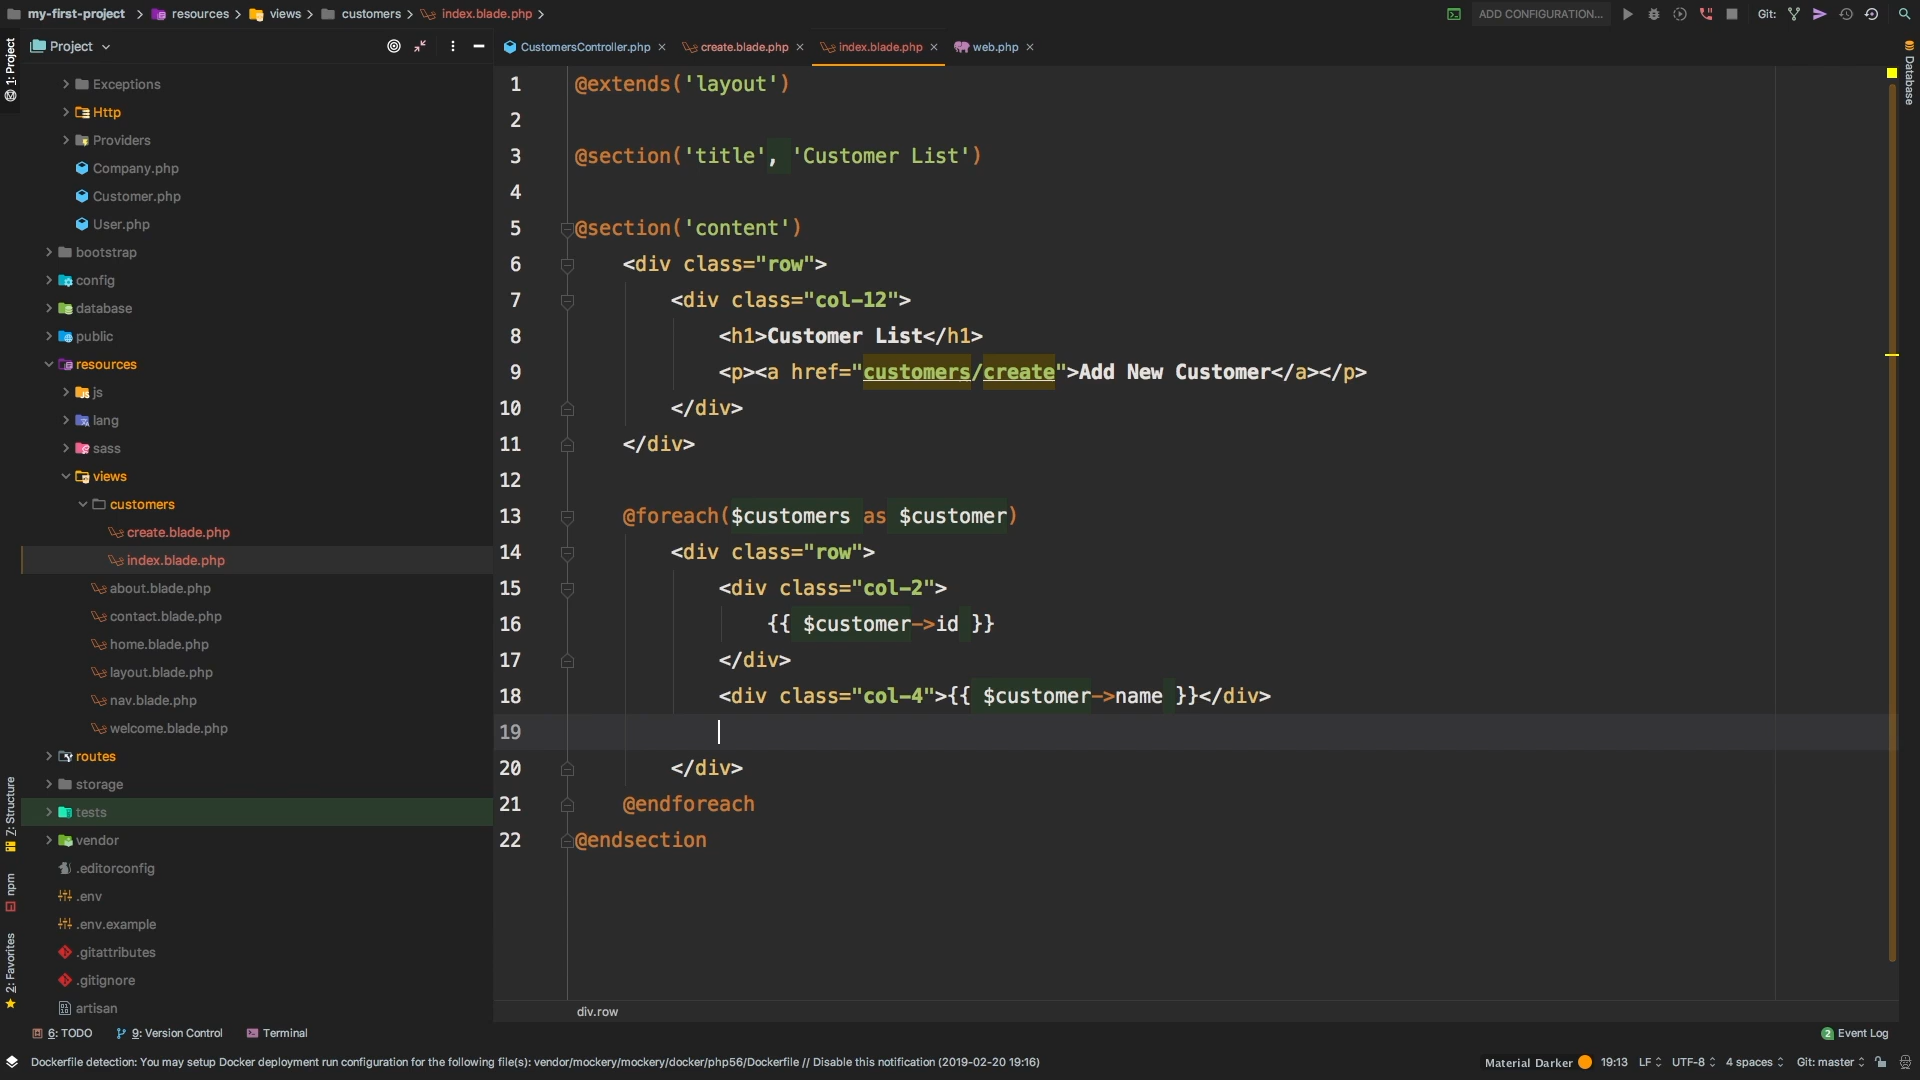 my-first-project > resources > views > customers > index.blade.php >
ADD CONFIGURATION...
Git:
1: Project
Project
CustomersController.php
create.blade.php
index.blade.php
web.php
Database
Exceptions
Http
Providers
Company.php
Customer.php
User.php
bootstrap
config
database
public
resources
js
lang
sass
views
customers
create.blade.php
index.blade.php
about.blade.php
contact.blade.php
home.blade.php
layout.blade.php
nav.blade.php
welcome.blade.php
routes
storage
tests
vendor
.editorconfig
.env
.env.example
.gitattributes
.gitignore
artisan
Z: Structure
npm
2: Favorites
1 @extends('layout')
2
3 @section('title', 'Customer List')
4
5 @section('content')
6 <div class="row">
7 <div class="col-12">
8 <h1>Customer List</h1>
9 <p><a href="customers/create">Add New Customer</a></p>
10 </div>
11 </div>
12
13 @foreach($customers as $customer)
14 <div class="row">
15 <div class="col-2">
16 {{ $customer->id }}
17 </div>
18 <div class="col-4">{{ $customer->name }}</div>
19
20 </div>
21 @endforeach
22 @endsection
div.row
6: TODO
9: Version Control
Terminal
2 Event Log
Dockerfile detection: You may setup Docker deployment run configuration for the following file(s): vendor/mockery/mockery/docker/php56/Dockerfile // Disable this notification (2019-02-20 19:16)
Material Darker
19:13
LF
UTF-8
4 spaces
Git: master